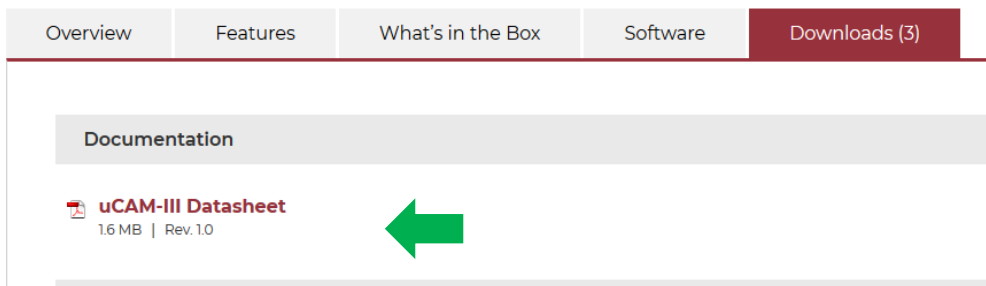 Overview Features What's in the Box Software Downloads (3)
Documentation
uCAM-III Datasheet
1.6 MB | Rev. 1.0